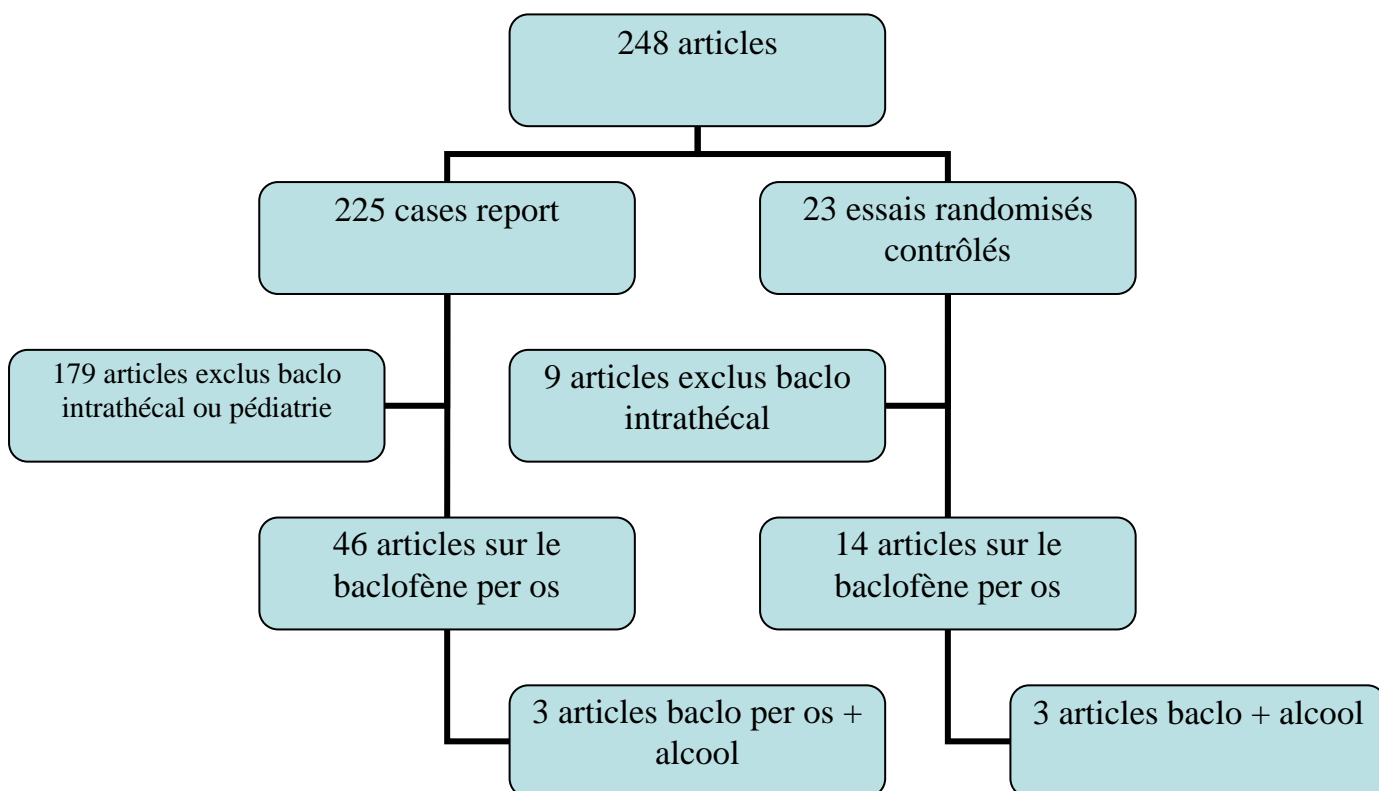 248 articles
225 cases report
23 essais randomisés
contrôlés
179 articles exclus baclo
intrathécal ou pédiatrie
9 articles exclus baclo
intrathécal
46 articles sur le
baclofène per os
14 articles sur le
baclofène per os
3 articles baclo per os +
alcool
3 articles baclo + alcool